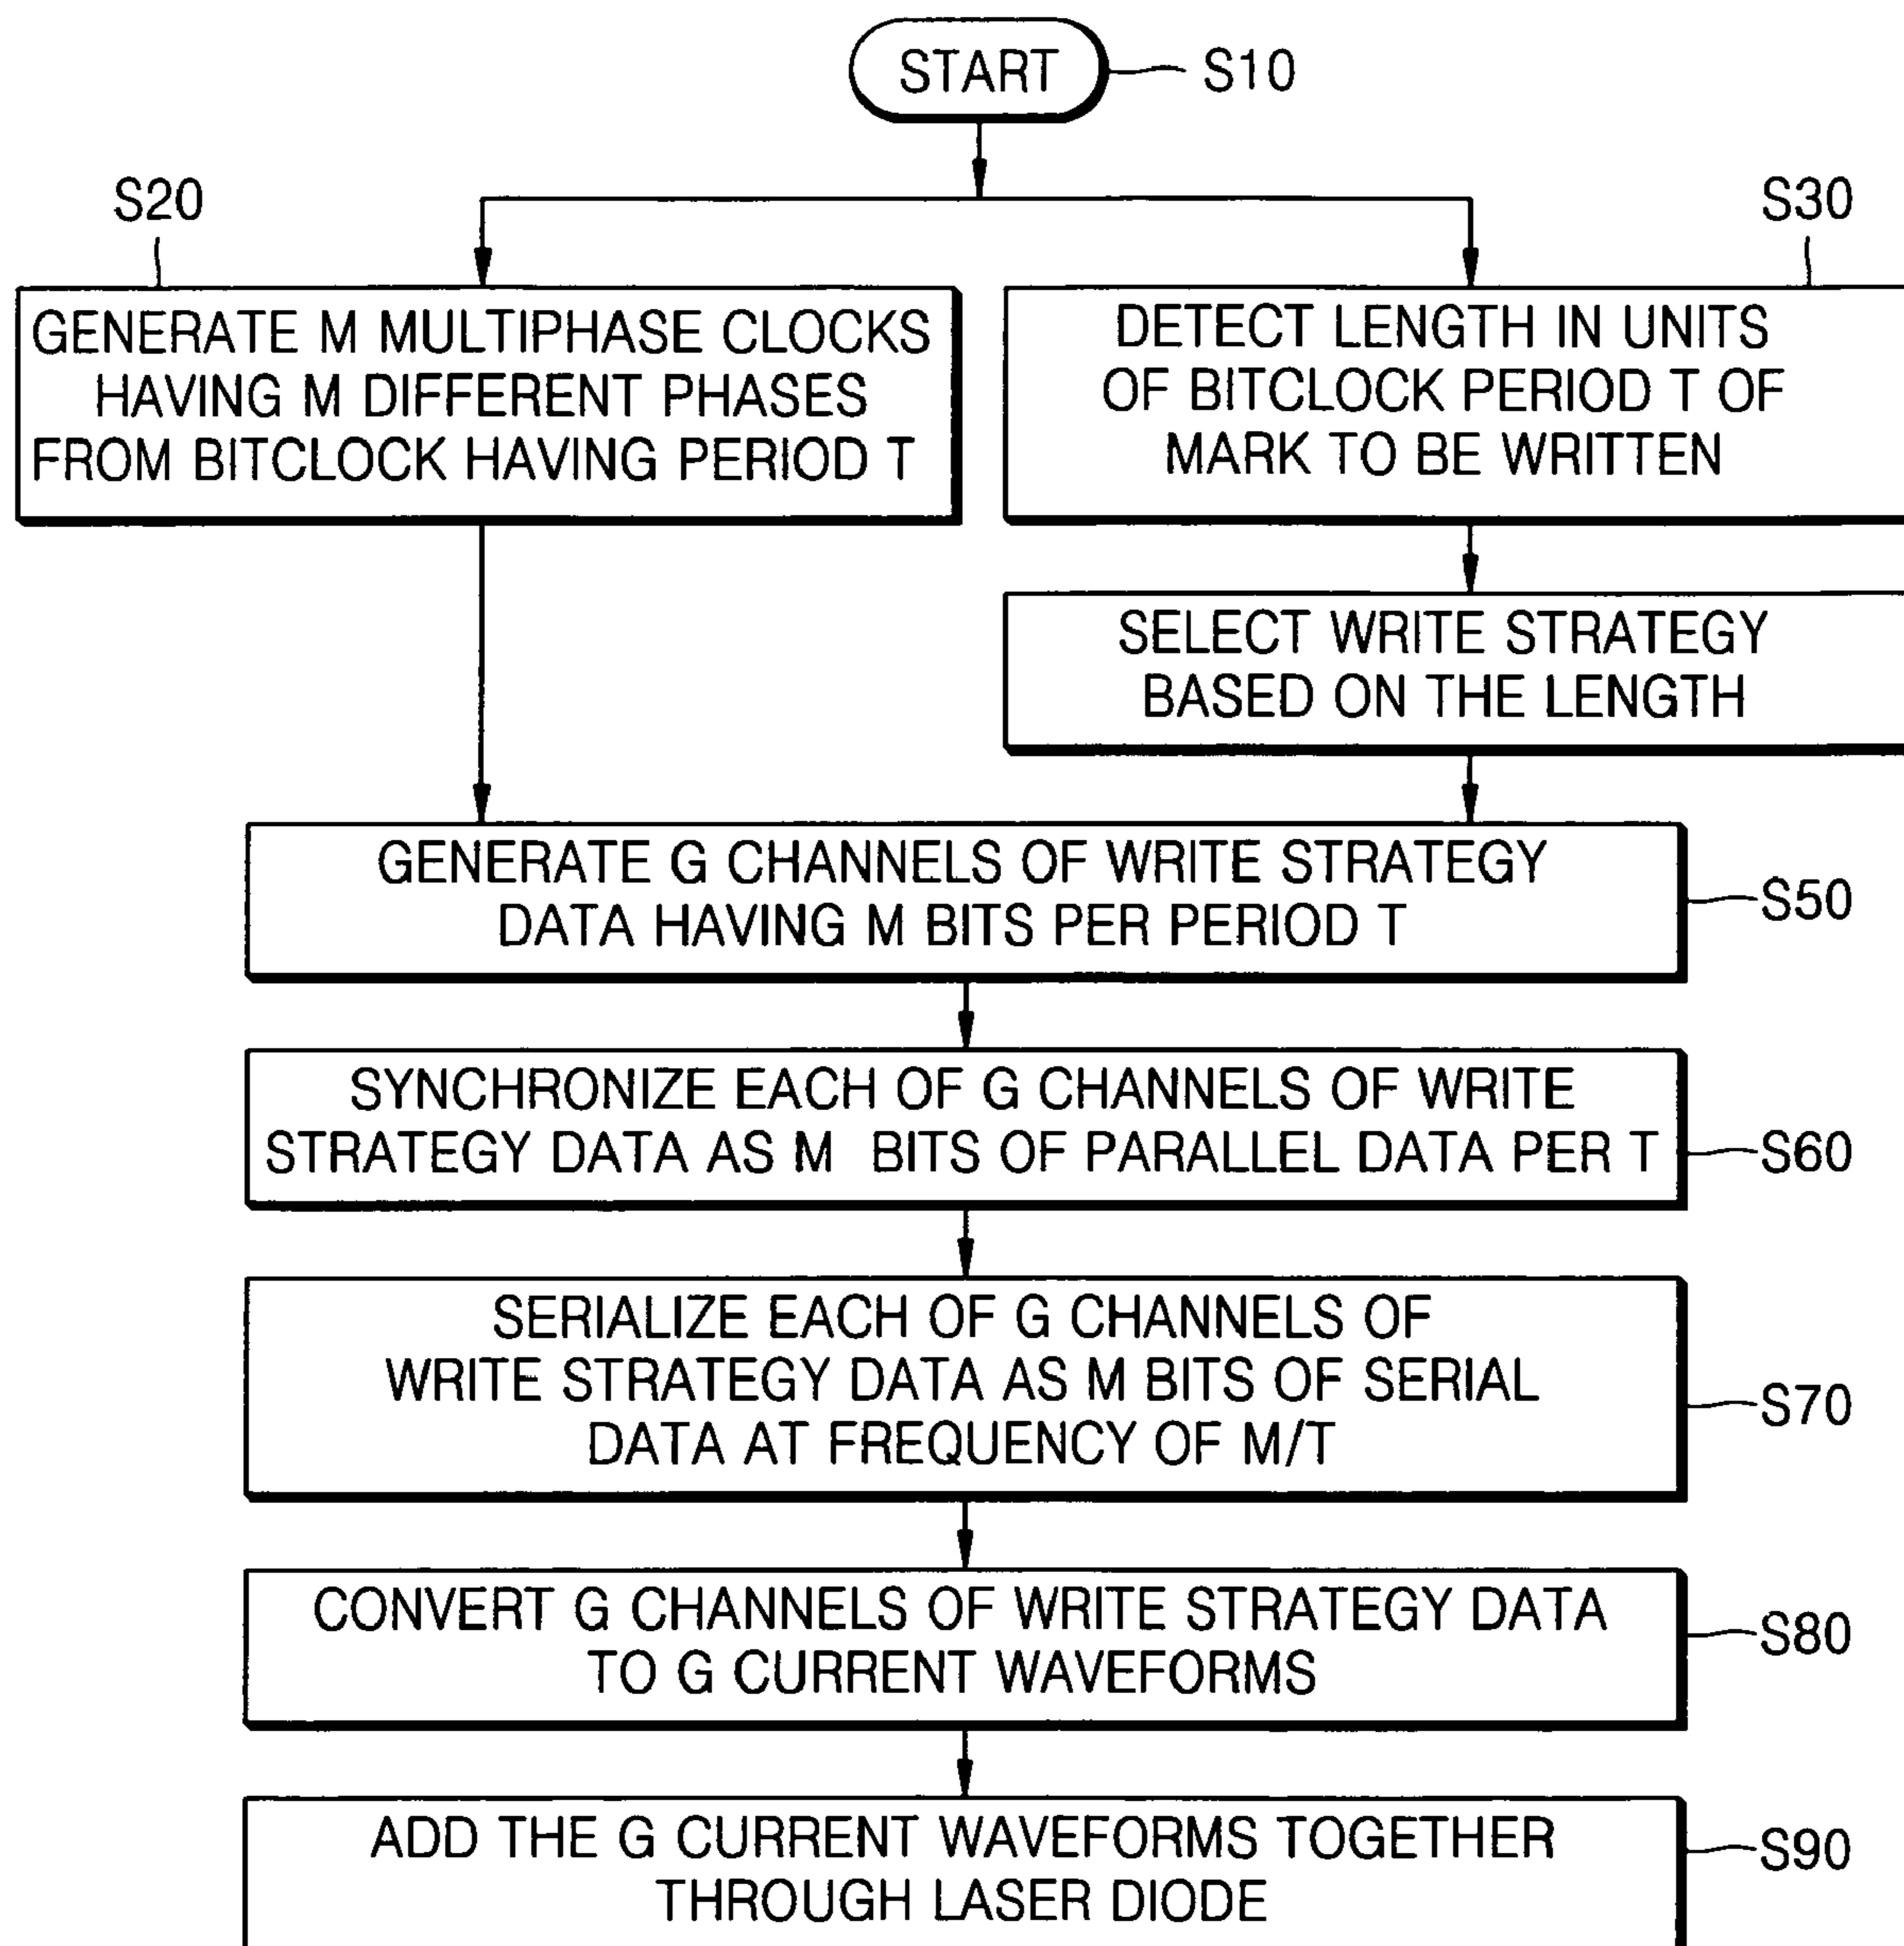 START
S10
S20
S30
GENERATE M MULTIPHASE CLOCKS
HAVING M DIFFERENT PHASES
FROM BITCLOCK HAVING PERIOD T
DETECT LENGTH IN UNITS
OF BITCLOCK PERIOD T OF
MARK TO BE WRITTEN
SELECT WRITE STRATEGY
BASED ON THE LENGTH
GENERATE G CHANNELS OF WRITE STRATEGY
DATA HAVING M BITS PER PERIOD T
S50
SYNCHRONIZE EACH OF G CHANNELS OF WRITE
STRATEGY DATA AS M BITS OF PARALLEL DATA PER T
S60
SERIALIZE EACH OF G CHANNELS OF
WRITE STRATEGY DATA AS M BITS OF SERIAL
DATA AT FREQUENCY OF M/T
S70
CONVERT G CHANNELS OF WRITE STRATEGY DATA
TO G CURRENT WAVEFORMS
S80
ADD THE G CURRENT WAVEFORMS TOGETHER
THROUGH LASER DIODE
S90